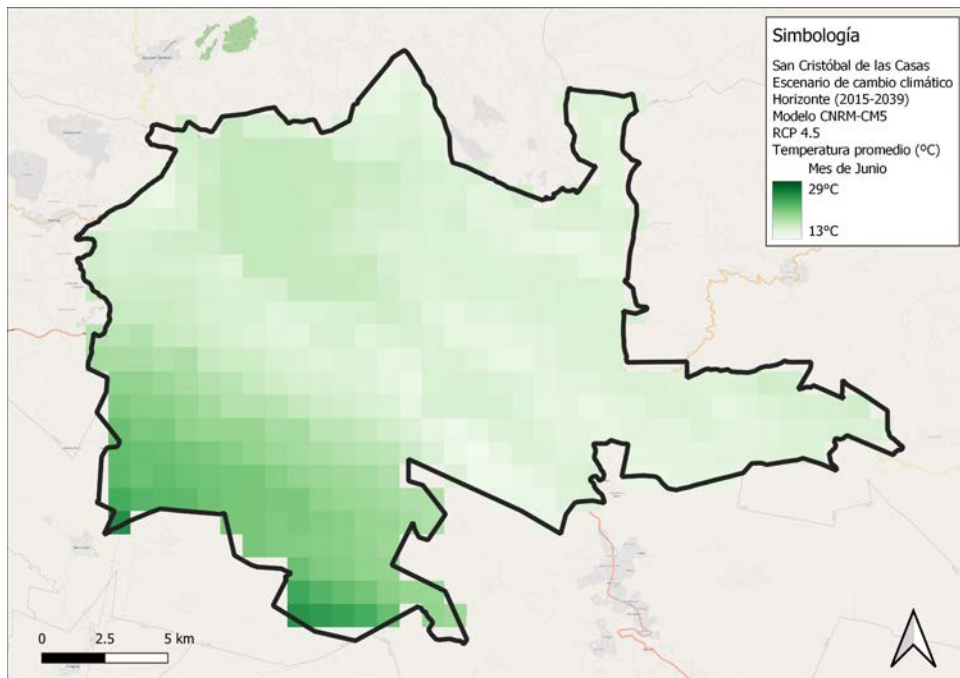 Simbología
San Cristóbal de las Casas
Escenario de cambio climático
Horizonte (2015-2039)
Modelo CNRM-CM5
RCP 4.5
Temperatura promedio (ºC)
Mes de Junio
29°C
13°C
0 2.5 5 km